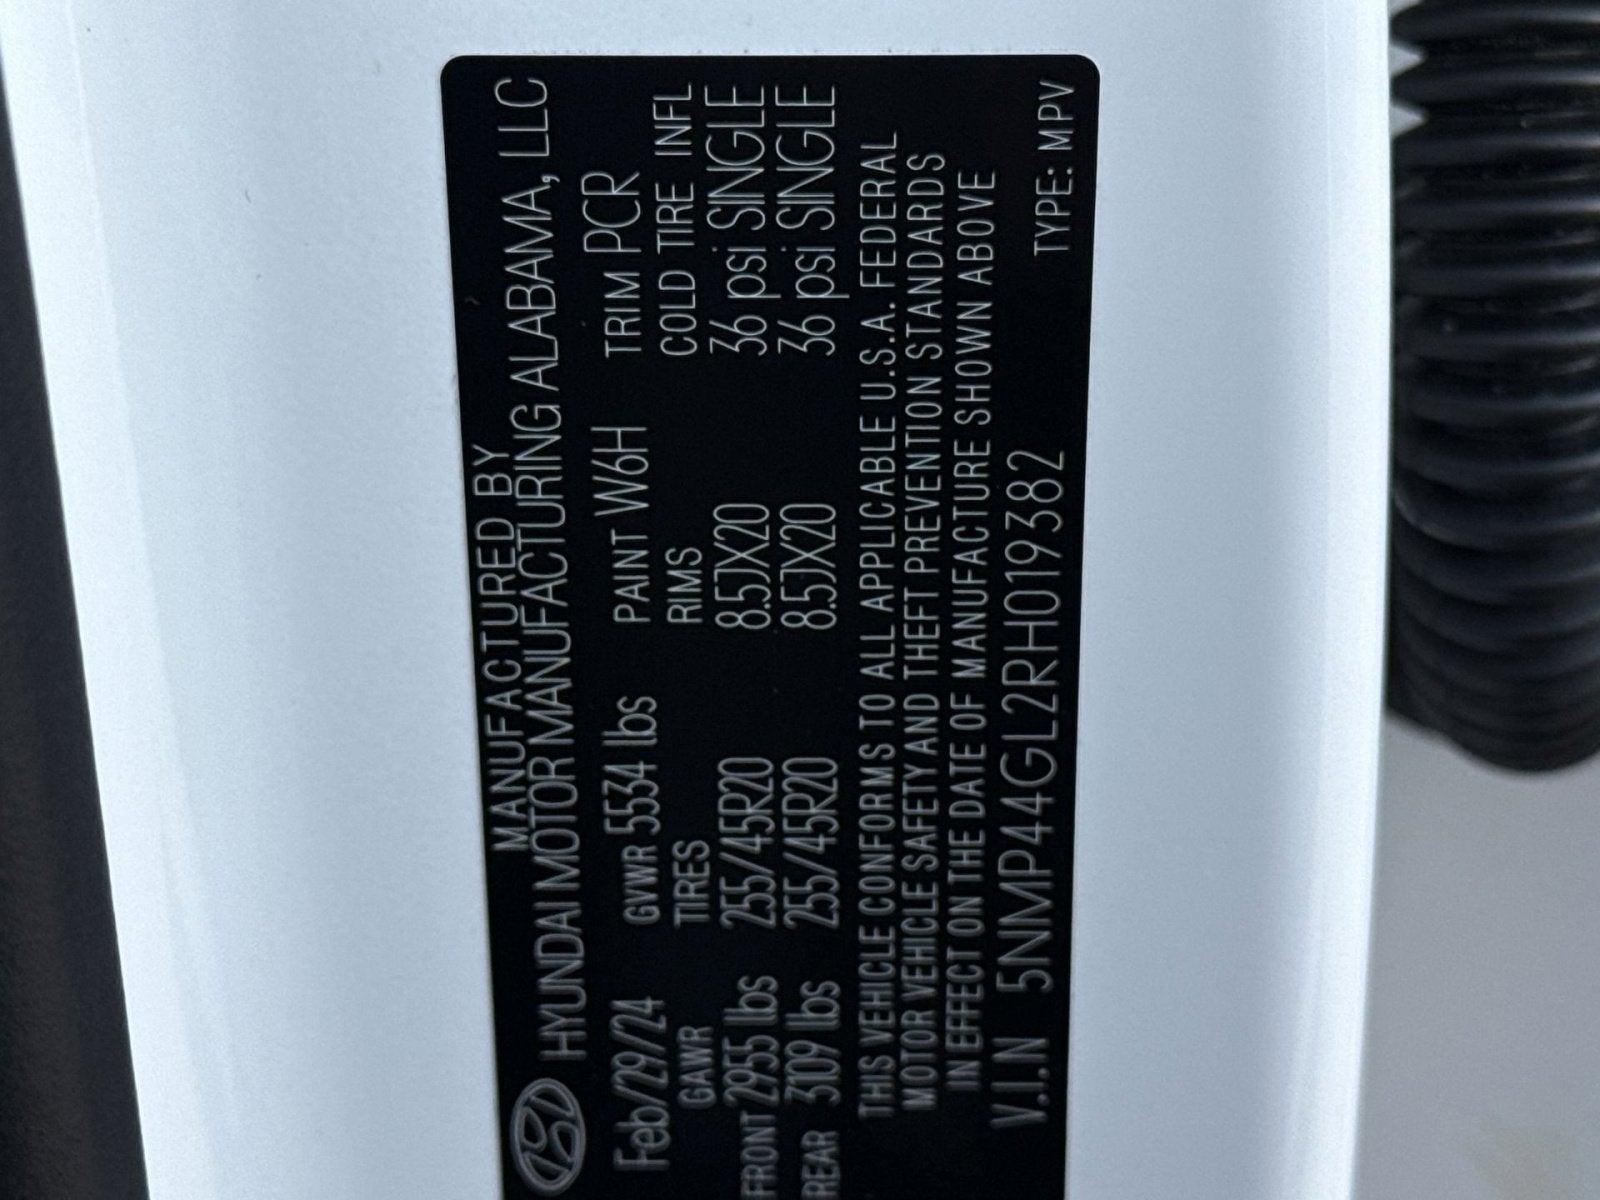 MANUFACTURED BY
HYUNDAI MOTOR MANUFACTURING ALABAMA, LLC
Feb/29/24 GVWR 5534 lbs PAINT W6H TRIM PCR
GAWR TIRES RIMS COLD TIRE INFL
FRONT 2955 lbs 255/45R20 8.5JX20 36 psi SINGLE
REAR 3109 lbs 255/45R20 8.5JX20 36 psi SINGLE
THIS VEHICLE CONFORMS TO ALL APPLICABLE U.S.A. FEDERAL
MOTOR VEHICLE SAFETY AND THEFT PREVENTION STANDARDS
IN EFFECT ON THE DATE OF MANUFACTURE SHOWN ABOVE
V.I.N 5NMP44GL2RH019382 TYPE: MPV